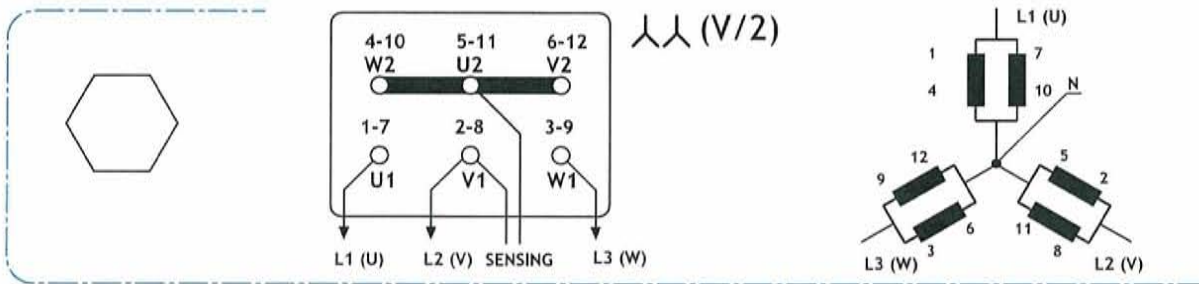 4-10 5-11 6-12
W2 U2 V2
1-7 2-8 3-9
U1 V1 W1
L1 (U) L2 (V) SENSING L3 (W)
(V/2)
L1 (U)
1 7
4 10 N
12 5
9 2
3 6 11 8
L3 (W) L2 (V)